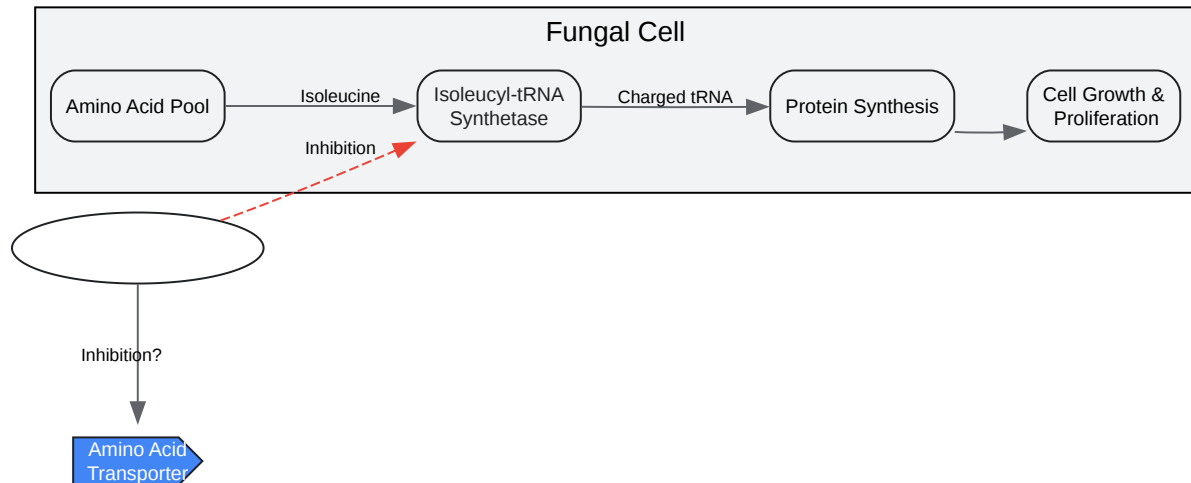 Fungal Cell
Amino Acid Pool
Isoleucine
Isoleucyl-tRNA
Synthetase
Charged tRNA
Protein Synthesis
Cell Growth &
Proliferation
Inhibition
Inhibition?
Amino Acid
Transporter